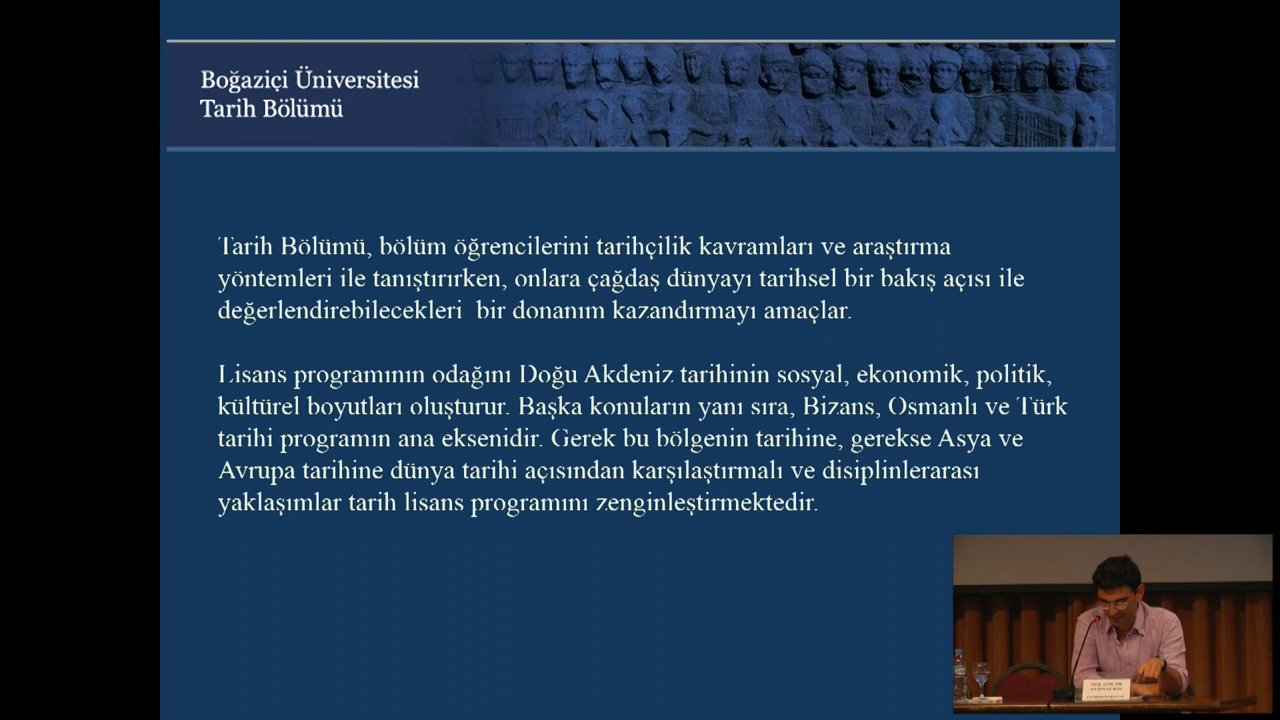 Boğaziçi Üniversitesi
Tarih Bölümü
Tarih Bölümü, bölüm öğrencilerini tarihçilik kavramları ve araştırma
yöntemleri ile tanıştırırken, onlara çağdaş dünyayı tarihsel bir bakış açısı ile
değerlendirebilecekleri bir donanım kazandırmayı amaçlar.
Lisans programının odağını Doğu Akdeniz tarihinin sosyal, ekonomik, politik,
kültürel boyutları oluşturur. Başka konuların yanı sıra, Bizans, Osmanlı ve Türk
tarihi programın ana eksenidir. Gerek bu bölgenin tarihine, gerekse Asya ve
Avrupa tarihine dünya tarihi açısından karşılaştırmalı ve disiplinlerarası
yaklaşımlar tarih lisans programını zenginleştirmektedir.